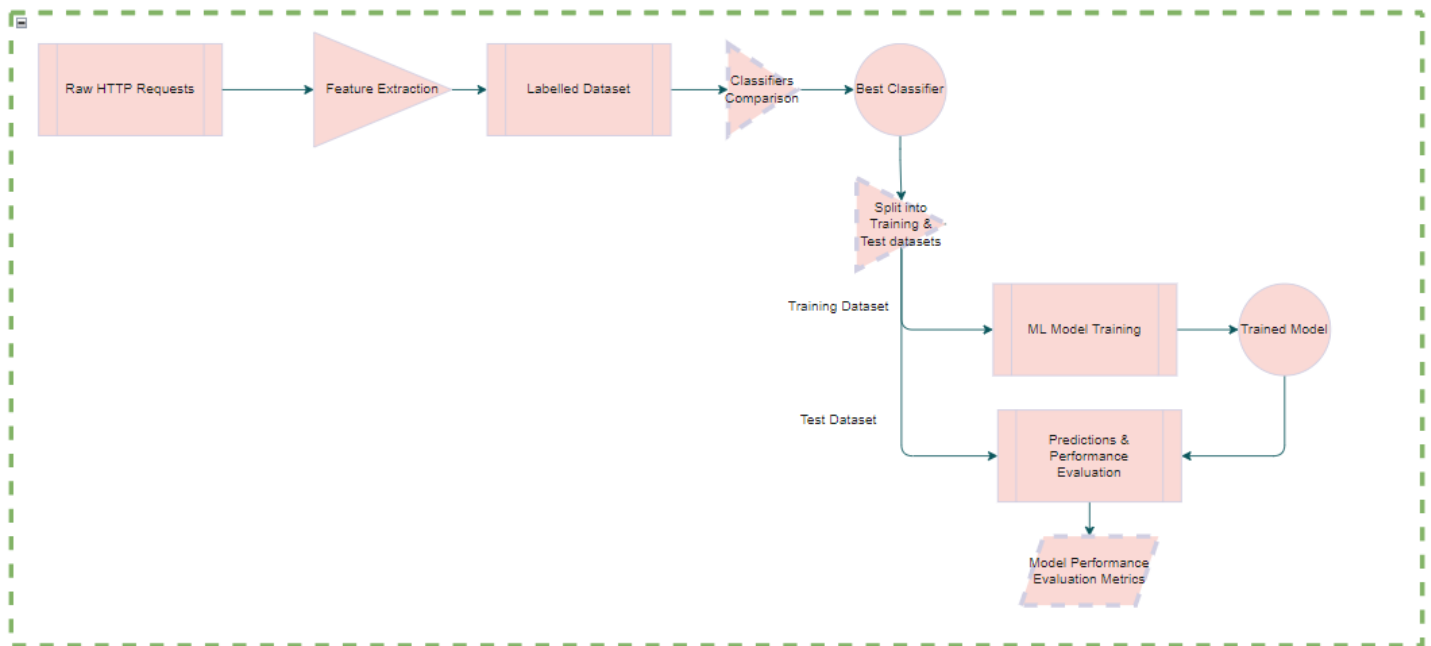 Raw HTTP Requests
Feature Extraction
Labelled Dataset
Classifiers
Comparison
Best Classifier
Split into
Training &
Test datasets
Training Dataset
ML Model Training
Trained Model
Test Dataset
Predictions &
Performance
Evaluation
Model Performance
Evaluation Metrics